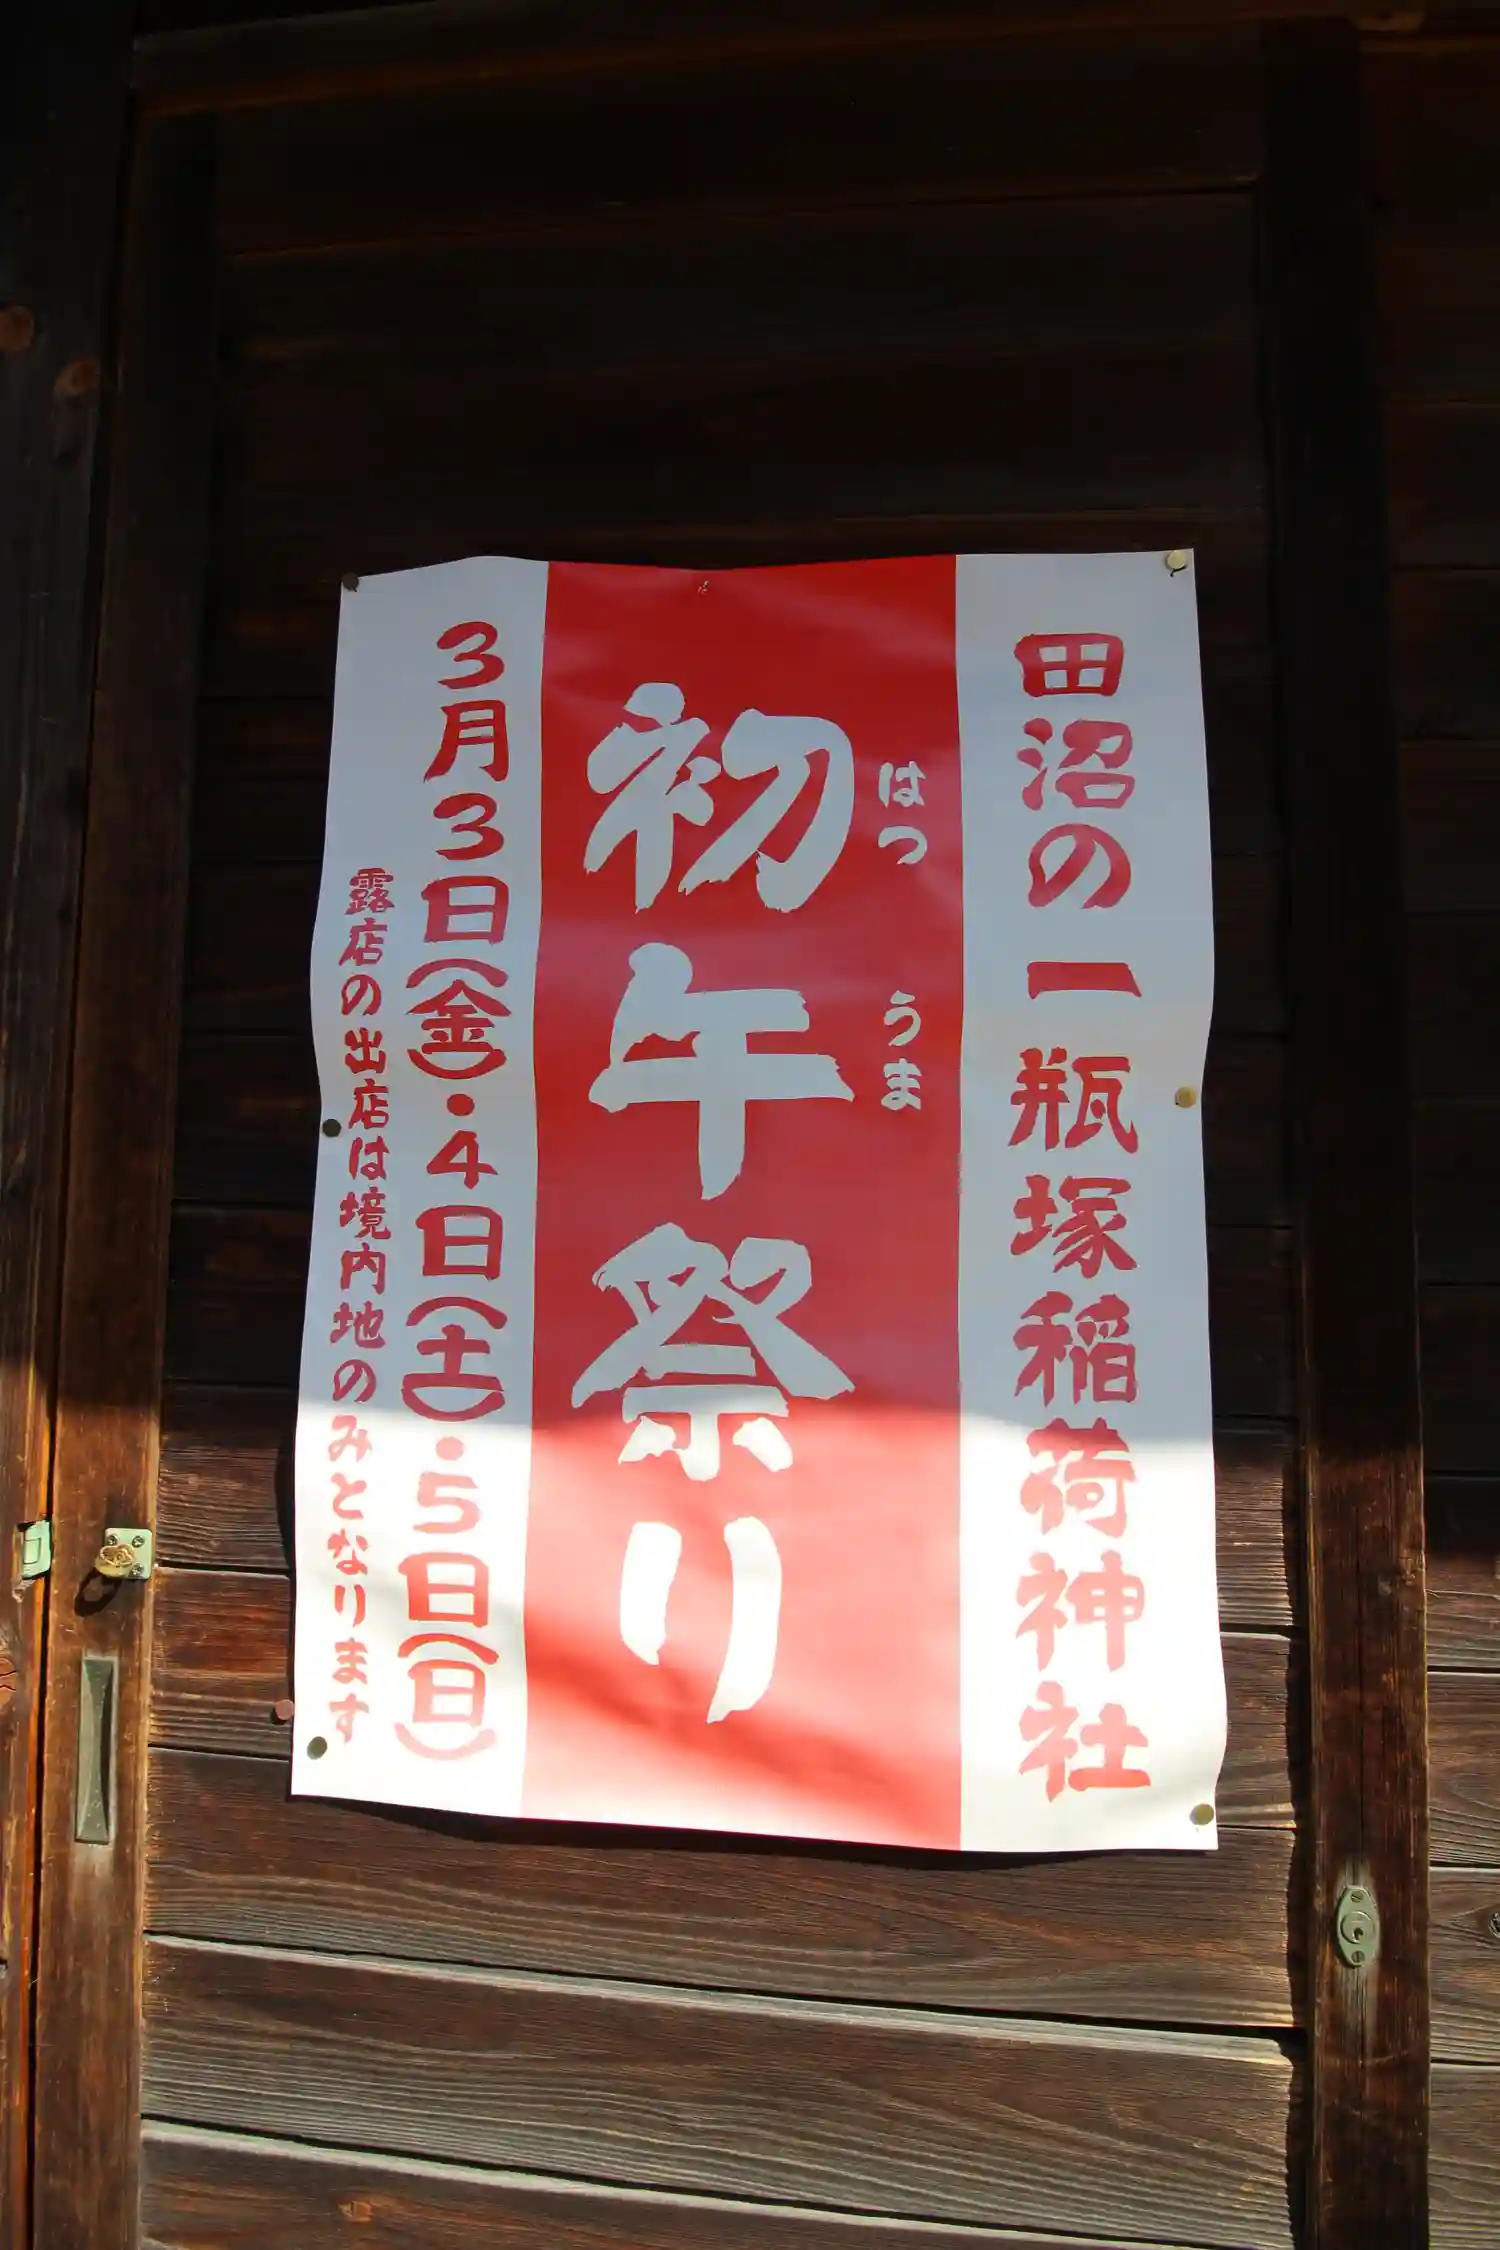 田沼の一瓶塚稲荷神社
はつ うま
初午祭り
3月3日(金)・4日(土)・5日(日)
露店の出店は境内地のみとなります